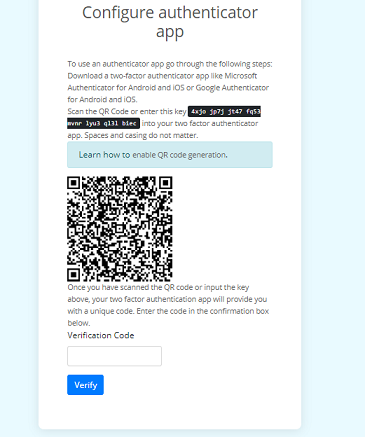 Configure authenticator
app
To use an authenticator app go through the following steps:
Download a two-factor authenticator app like Microsoft
Authenticator for Android and iOS or Google Authenticator
for Android and iOS.
Scan the QR Code or enter this key 4xjo jp7j jt47 fq53
mvnr lyu3 ql3l biec into your two factor authenticator
app. Spaces and casing do not matter.
Learn how to enable QR code generation.
Once you have scanned the QR code or input the key
above, your two factor authentication app will provide you
with a unique code. Enter the code in the confirmation box
below.
Verification Code
Verify